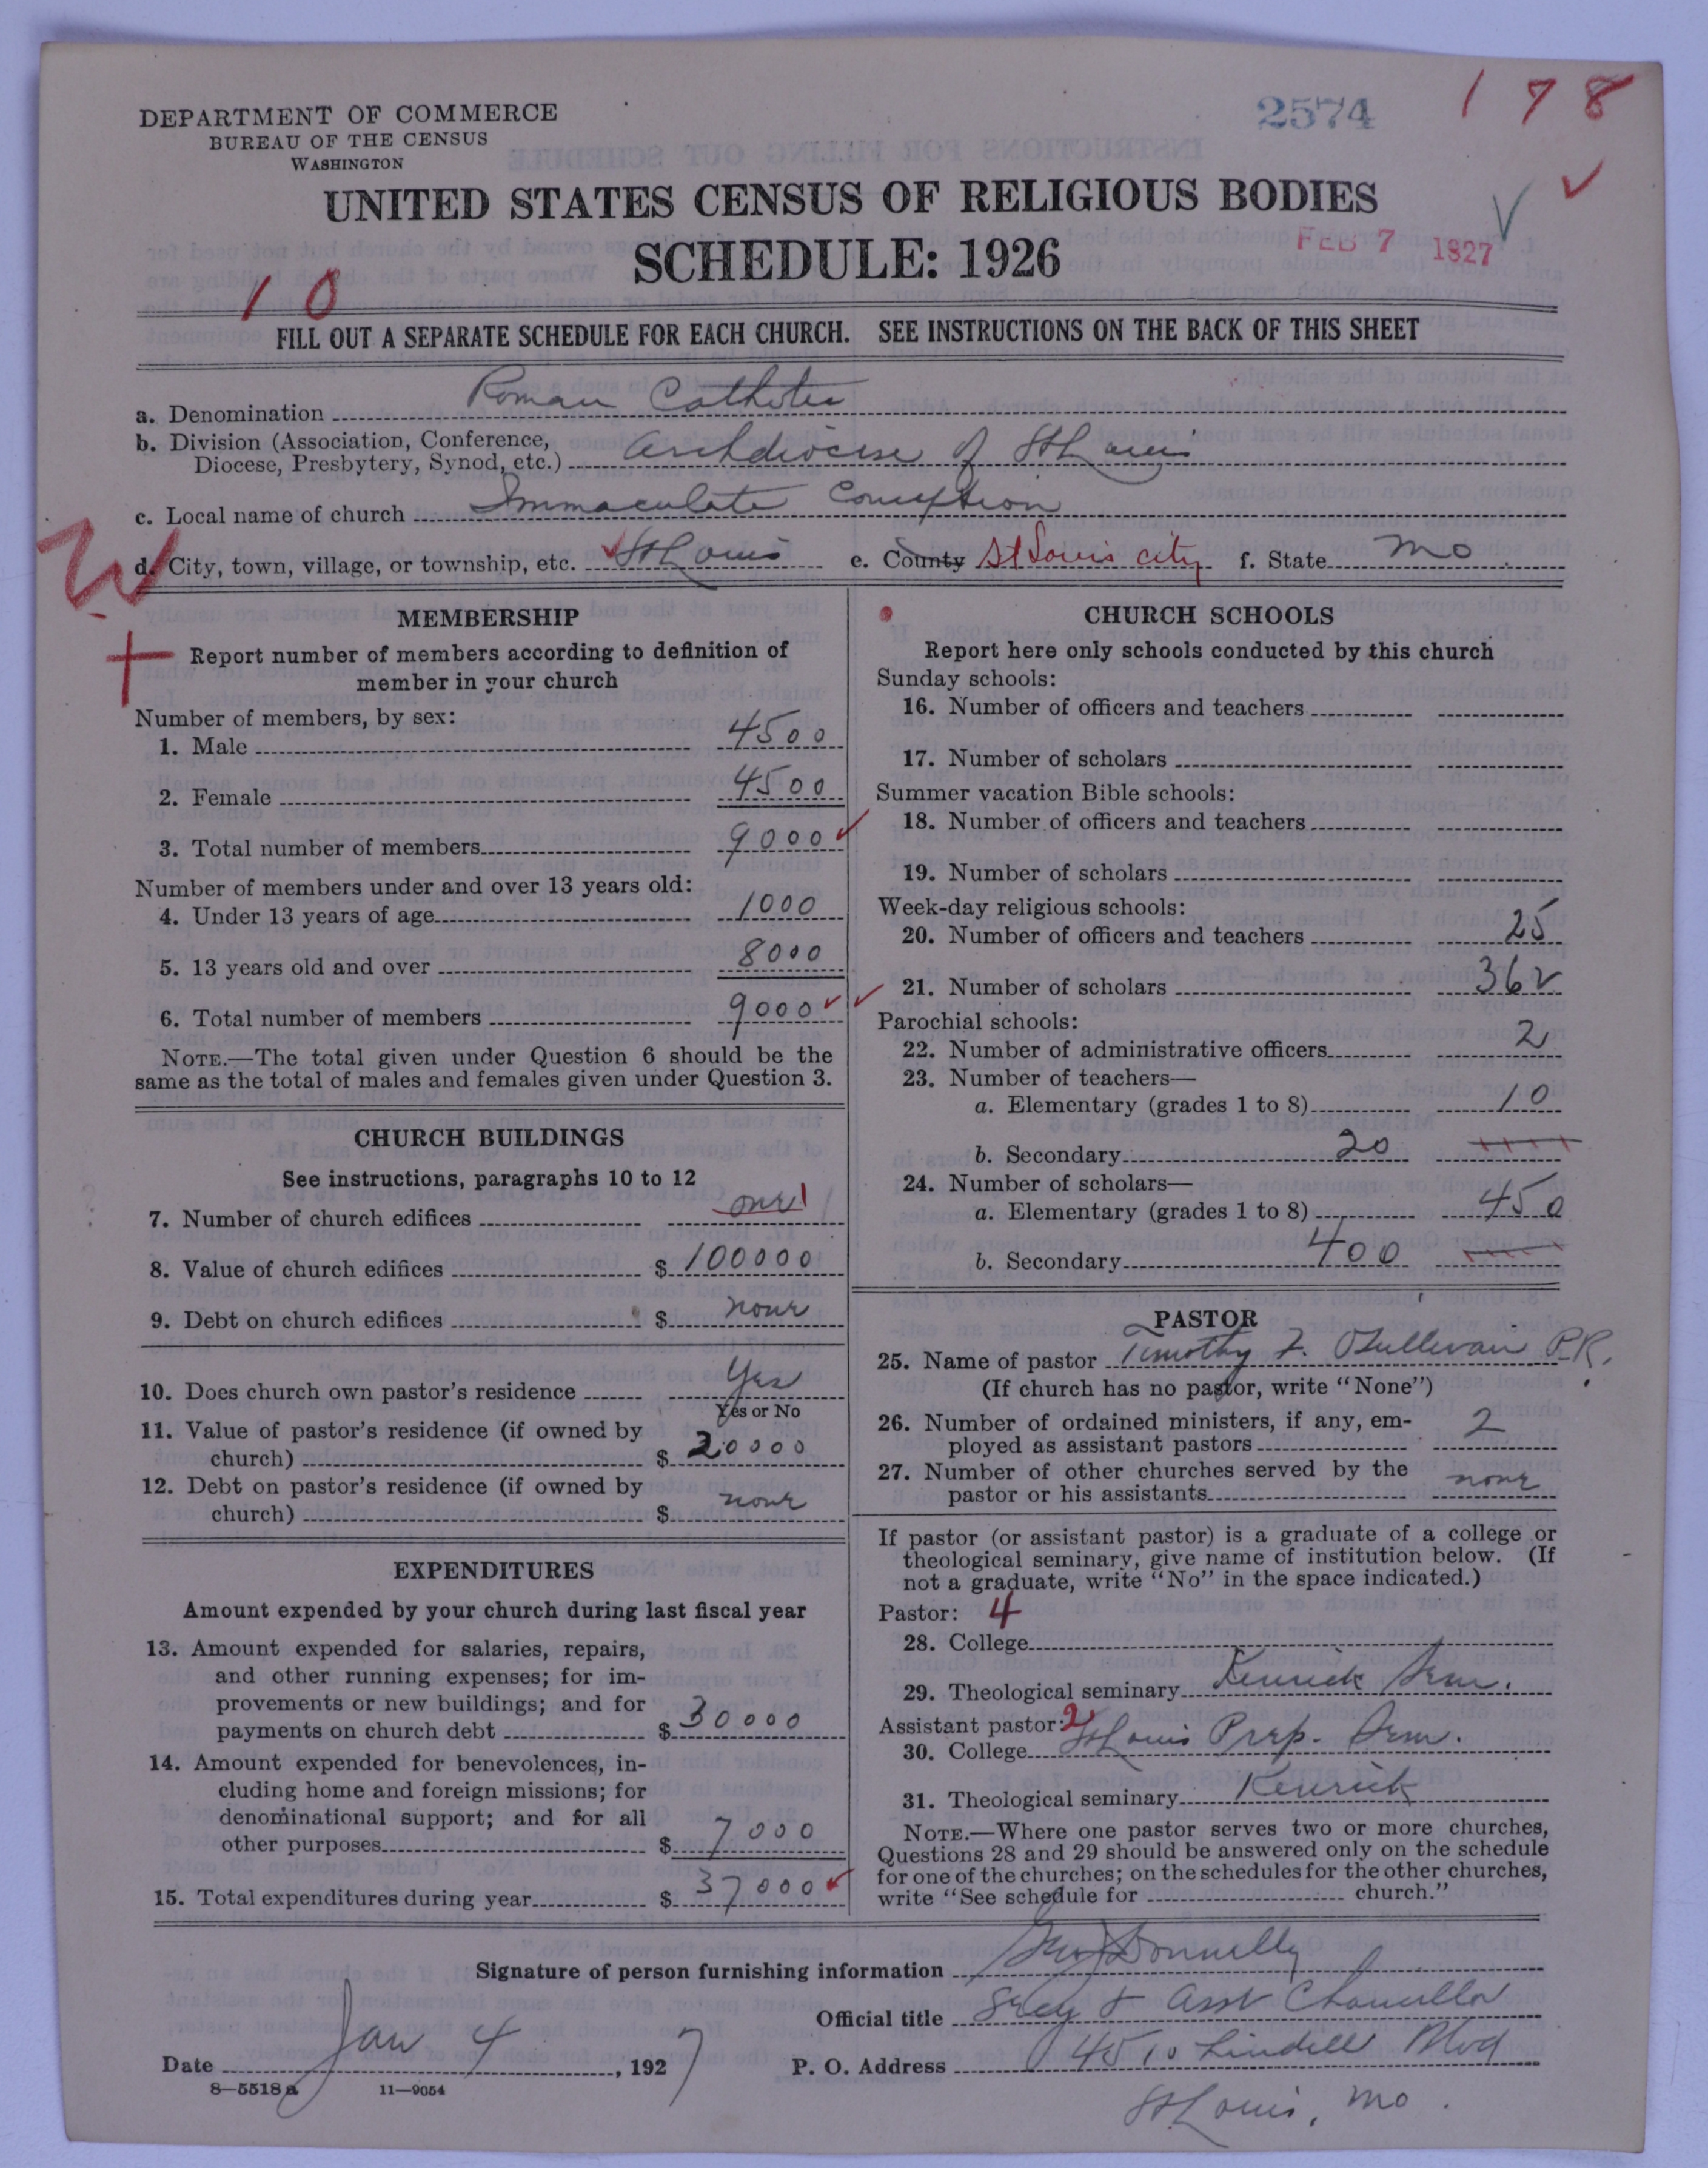 DEPARTMENT OF COMMERCE
BUREAU OF THE CENSUS
WASHINGTON
2574
178
UNITED STATES CENSUS OF RELIGIOUS BODIES
SCHEDULE: 1926
FEB 7 1927
10
FILL OUT A SEPARATE SCHEDULE FOR EACH CHURCH. SEE INSTRUCTIONS ON THE BACK OF THIS SHEET
a. Denomination Roman Catholic
b. Division (Association, Conference,
Diocese, Presbytery, Synod, etc.) Archdiocese of St Louis
c. Local name of church Immaculate Conception
d. City, town, village, or township, etc. St Louis e. County St Louis city f. State Mo
MEMBERSHIP
Report number of members according to definition of
member in your church
Number of members, by sex:
1. Male 4500
2. Female 4500
3. Total number of members 9000
Number of members under and over 13 years old:
4. Under 13 years of age 1000
5. 13 years old and over 8000
6. Total number of members 9000
NOTE.—The total given under Question 6 should be the
same as the total of males and females given under Question 3.
CHURCH BUILDINGS
See instructions, paragraphs 10 to 12
7. Number of church edifices one 1
8. Value of church edifices $ 100000
9. Debt on church edifices $ none
10. Does church own pastor's residence Yes
Yes or No
11. Value of pastor's residence (if owned by
church) $ 20000
12. Debt on pastor's residence (if owned by
church) $ none
EXPENDITURES
Amount expended by your church during last fiscal year
13. Amount expended for salaries, repairs,
and other running expenses; for im-
provements or new buildings; and for
payments on church debt $ 30000
14. Amount expended for benevolences, in-
cluding home and foreign missions; for
denominational support; and for all
other purposes $ 7000
15. Total expenditures during year $ 37000
CHURCH SCHOOLS
Report here only schools conducted by this church
Sunday schools:
16. Number of officers and teachers
17. Number of scholars
Summer vacation Bible schools:
18. Number of officers and teachers
19. Number of scholars
Week-day religious schools:
20. Number of officers and teachers 25
21. Number of scholars 362
Parochial schools:
22. Number of administrative officers 2
23. Number of teachers—
a. Elementary (grades 1 to 8) 10
b. Secondary 20
24. Number of scholars—
a. Elementary (grades 1 to 8) 450
b. Secondary 400
PASTOR
25. Name of pastor Timothy F. O'Sullivan P.R.
(If church has no pastor, write "None")
26. Number of ordained ministers, if any, em-
ployed as assistant pastors 2
27. Number of other churches served by the
pastor or his assistants none
If pastor (or assistant pastor) is a graduate of a college or
theological seminary, give name of institution below. (If
not a graduate, write "No" in the space indicated.)
Pastor: 4
28. College
29. Theological seminary Kenrick Sem.
Assistant pastor: 2
30. College St Louis Prep. Sem.
31. Theological seminary Kenrick
NOTE.—Where one pastor serves two or more churches,
Questions 28 and 29 should be answered only on the schedule
for one of the churches; on the schedules for the other churches,
write "See schedule for church."
Signature of person furnishing information Geo J Donnelly
Official title Secy & Asst Chancellor
Date Jan 4, 1927 P. O. Address 4510 Lindell Blvd
8—5518 a 11—9054
St Louis, Mo.